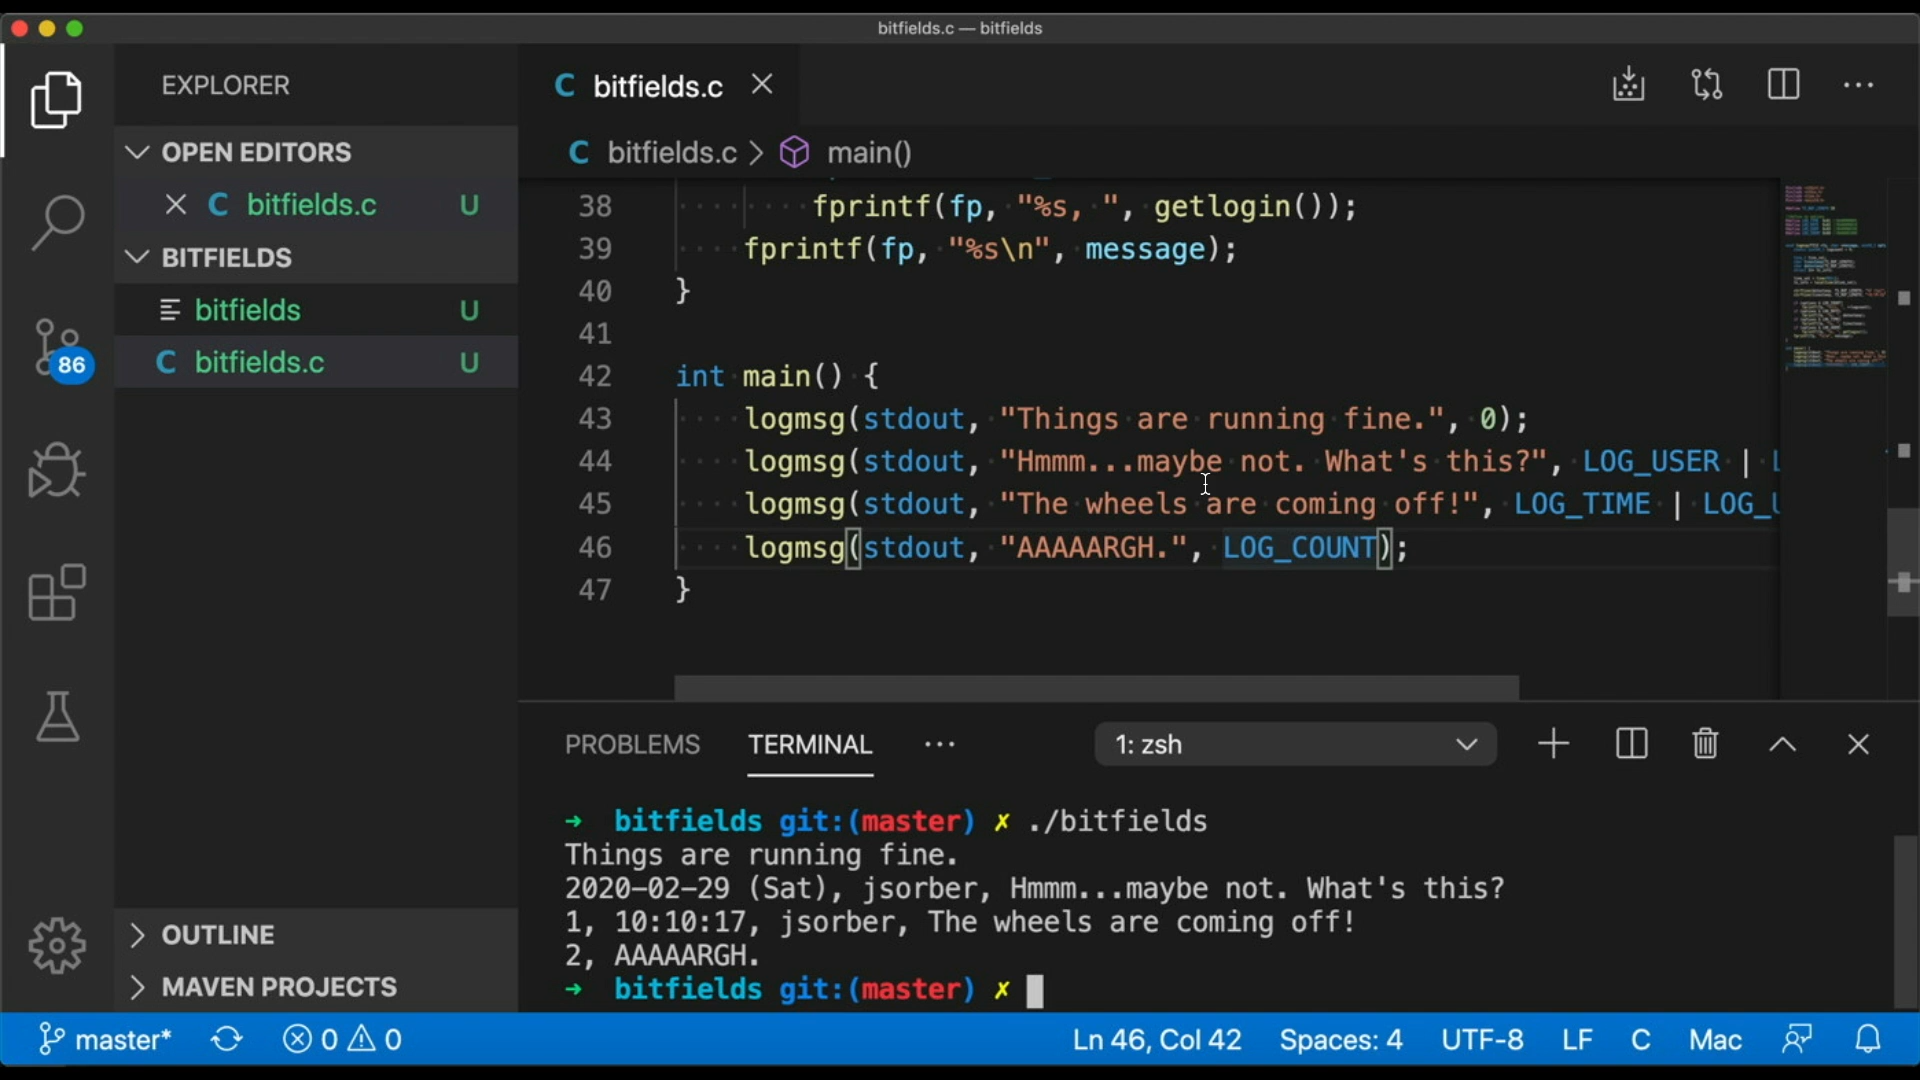 bitfields.c — bitfields
EXPLORER
OPEN EDITORS
C bitfields.c U
BITFIELDS
bitfields U
C bitfields.c U
86
OUTLINE
MAVEN PROJECTS
C bitfields.c
C bitfields.c > main()
38 fprintf(fp, "%s, ", getlogin());
39 fprintf(fp, "%s\n", message);
40 }
41
42 int main() {
43 logmsg(stdout, "Things are running fine.", 0);
44 logmsg(stdout, "Hmmm...maybe not. What's this?", LOG_USER |
45 logmsg(stdout, "The wheels are coming off!", LOG_TIME | LOG_U
46 logmsg(stdout, "AAAAARGH.", LOG_COUNT);
47 }
PROBLEMS TERMINAL ··· 1: zsh
➜ bitfields git:(master) ✗ ./bitfields
Things are running fine.
2020-02-29 (Sat), jsorber, Hmmm...maybe not. What's this?
1, 10:10:17, jsorber, The wheels are coming off!
2, AAAAARGH.
➜ bitfields git:(master) ✗
master* 0 0 Ln 46, Col 42 Spaces: 4 UTF-8 LF C Mac